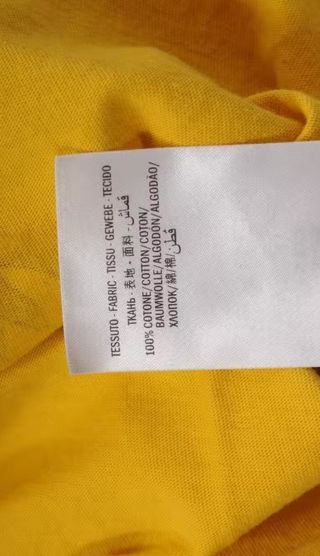 TESSUTO - FABRIC - TISSU - GEWEBE - TECIDO
ТКАНЬ - 表地 - 面料 - قماش
100% COTONE/COTTON/COTON/
BAUMWOLLE/ALGODON/ALGODÃO/
ХЛОПОК/綿/棉/قطن